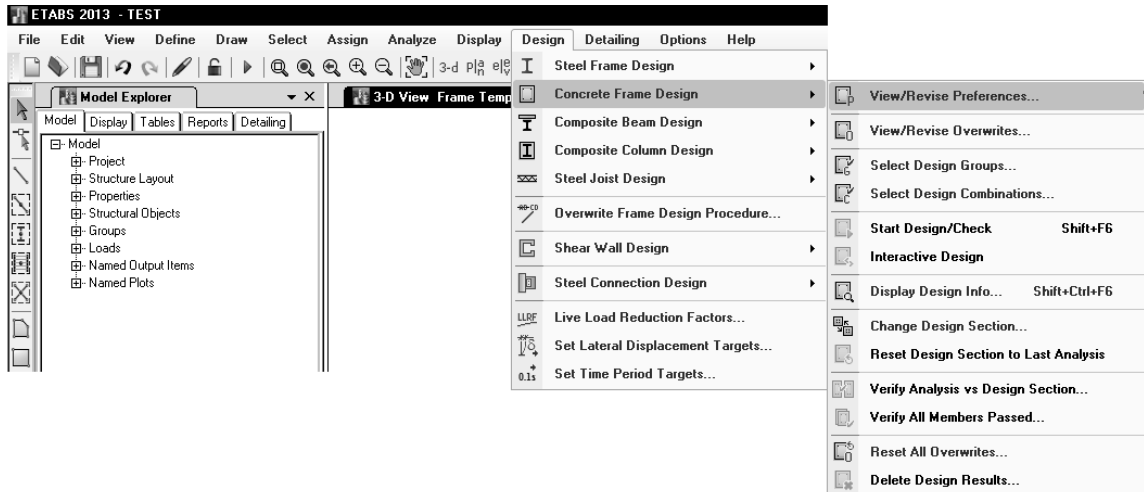 ETABS 2013 - TEST
File Edit View Define Draw Select Assign Analyze Display Design Detailing Options Help
3-d
Model Explorer
3-D View Frame Temp
Model Display Tables Reports Detailing
Model
Project
Structure Layout
Properties
Structural Objects
Groups
Loads
Named Output Items
Named Plots
Steel Frame Design
Concrete Frame Design
Composite Beam Design
Composite Column Design
Steel Joist Design
Overwrite Frame Design Procedure...
Shear Wall Design
Steel Connection Design
LLRF Live Load Reduction Factors...
Set Lateral Displacement Targets...
0.1s Set Time Period Targets...
View/Revise Preferences...
View/Revise Overwrites...
Select Design Groups...
Select Design Combinations...
Start Design/Check Shift+F6
Interactive Design
Display Design Info... Shift+Ctrl+F6
Change Design Section...
Reset Design Section to Last Analysis
Verify Analysis vs Design Section...
Verify All Members Passed...
Reset All Overwrites...
Delete Design Results...